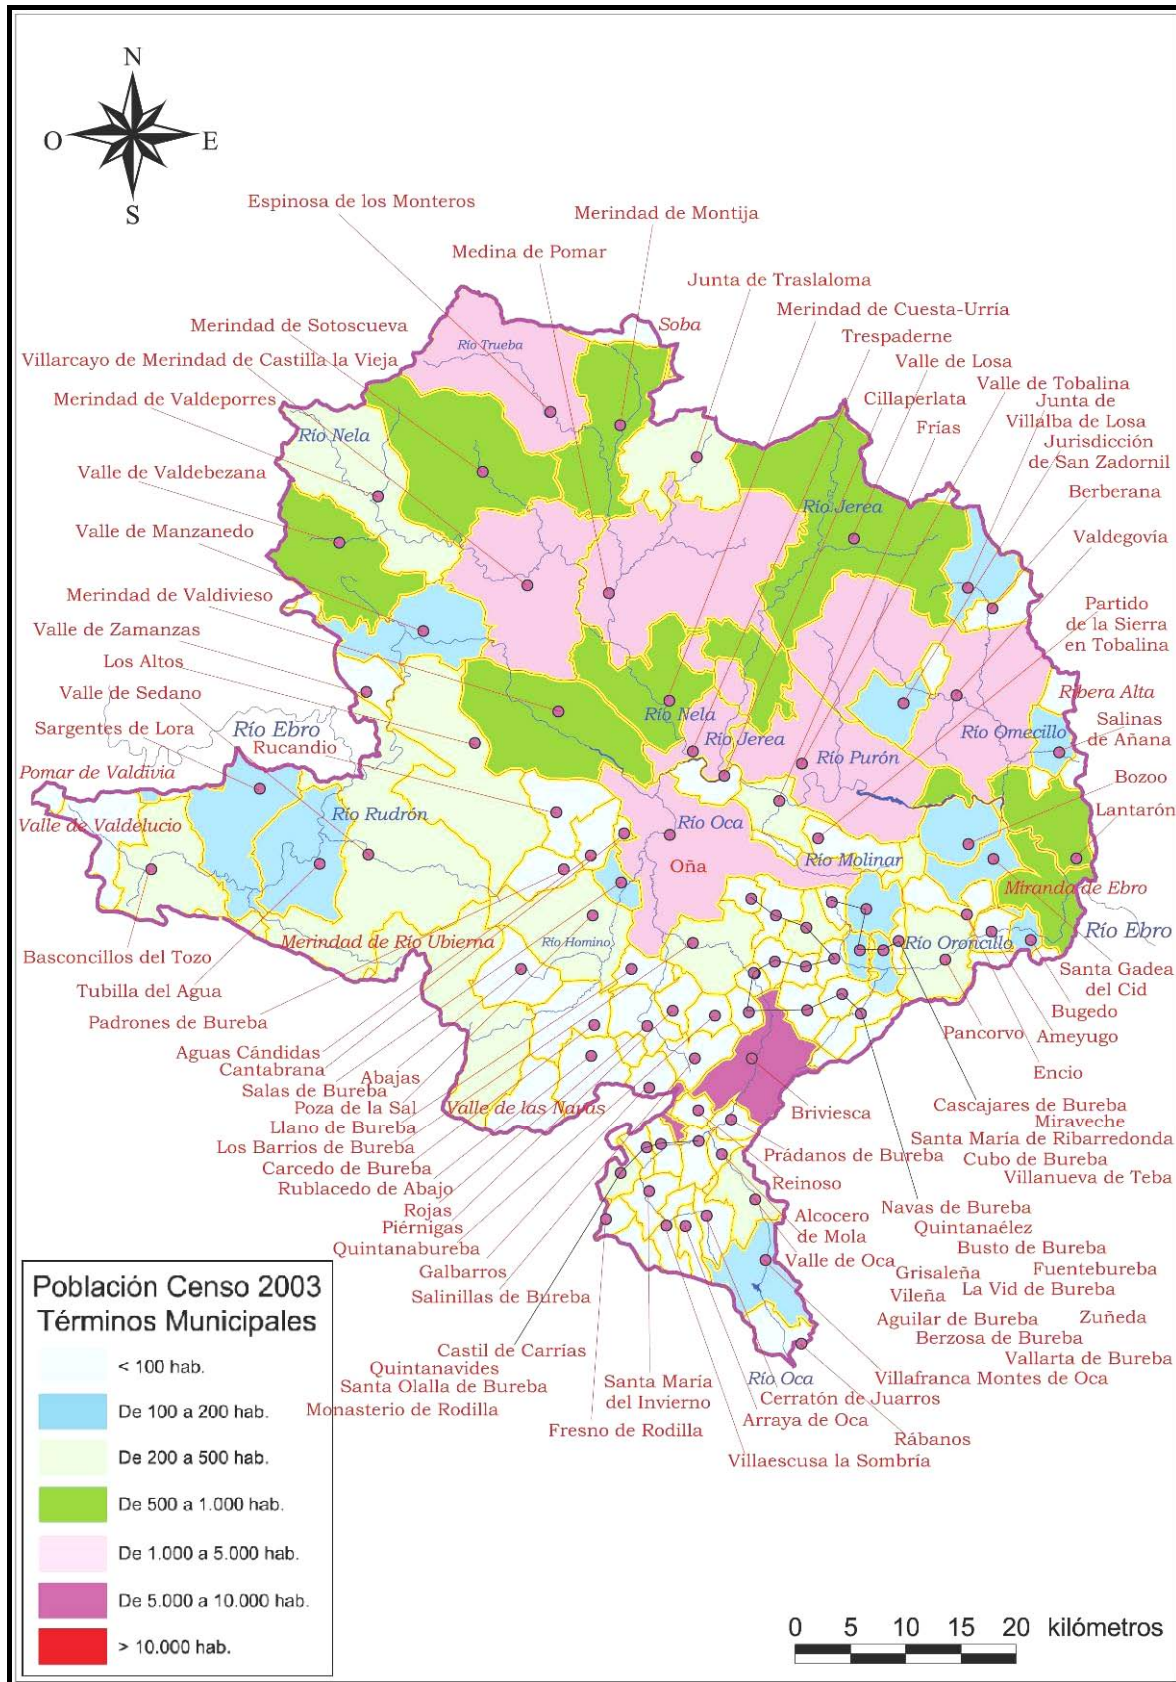 N
O
E
S
Espinosa de los Monteros
Merindad de Montija
Medina de Pomar
Junta de Traslaloma
Merindad de Cuesta-Urría
Soba
Merindad de Sotoscueva
Trespaderne
Río Trueba
Villarcayo de Merindad de Castilla la Vieja
Valle de Losa
Valle de Tobalina
Merindad de Valdeporres
Cillaperlata
Junta de
Villalba de Losa
Frías
Río Nela
Jurisdicción
de San Zadornil
Valle de Valdebezana
Berberana
Río Jerea
Valle de Manzanedo
Valdegovía
Merindad de Valdivieso
Partido
de la Sierra
en Tobalina
Valle de Zamanzas
Los Altos
Valle de Sedano
Ribera Alta
Río Nela
Sargentes de Lora
Río Ebro
Río Omecillo
Salinas
de Añana
Rucandio
Río Jerea
Río Purón
Pomar de Valdivia
Bozoo
Río Rudrón
Lantarón
Valle de Valdelucio
Río Oca
Río Molinar
Oña
Miranda de Ebro
Merindad de Río Ubierna
Río Homino
Río Oroncillo
Río Ebro
Basconcillos del Tozo
Santa Gadea
del Cid
Tubilla del Agua
Bugedo
Padrones de Bureba
Pancorvo
Ameyugo
Aguas Cándidas
Cantabrana
Abajas
Encio
Salas de Bureba
Poza de la Sal
Valle de las Navas
Briviesca
Cascajares de Bureba
Miraveche
Llano de Bureba
Santa María de Ribarredonda
Los Barrios de Bureba
Prádanos de Bureba
Cubo de Bureba
Carcedo de Bureba
Villanueva de Teba
Rublacedo de Abajo
Reinoso
Rojas
Navas de Bureba
Piérnigas
Alcocero
de Mola
Quintanaélez
Quintanabureba
Busto de Bureba
Valle de Oca
Galbarros
Grisaleña
Fuentebureba
Salinillas de Bureba
Vileña
La Vid de Bureba
Aguilar de Bureba
Zuñeda
Berzosa de Bureba
Castil de Carrías
Vallarta de Bureba
Quintanavides
Río Oca
Villafranca Montes de Oca
Santa Olalla de Bureba
Santa María
del Invierno
Cerratón de Juarros
Monasterio de Rodilla
Arraya de Oca
Fresno de Rodilla
Rábanos
Villaescusa la Sombría
Población Censo 2003
Términos Municipales
< 100 hab.
De 100 a 200 hab.
De 200 a 500 hab.
De 500 a 1.000 hab.
De 1.000 a 5.000 hab.
De 5.000 a 10.000 hab.
> 10.000 hab.
0 5 10 15 20 kilómetros